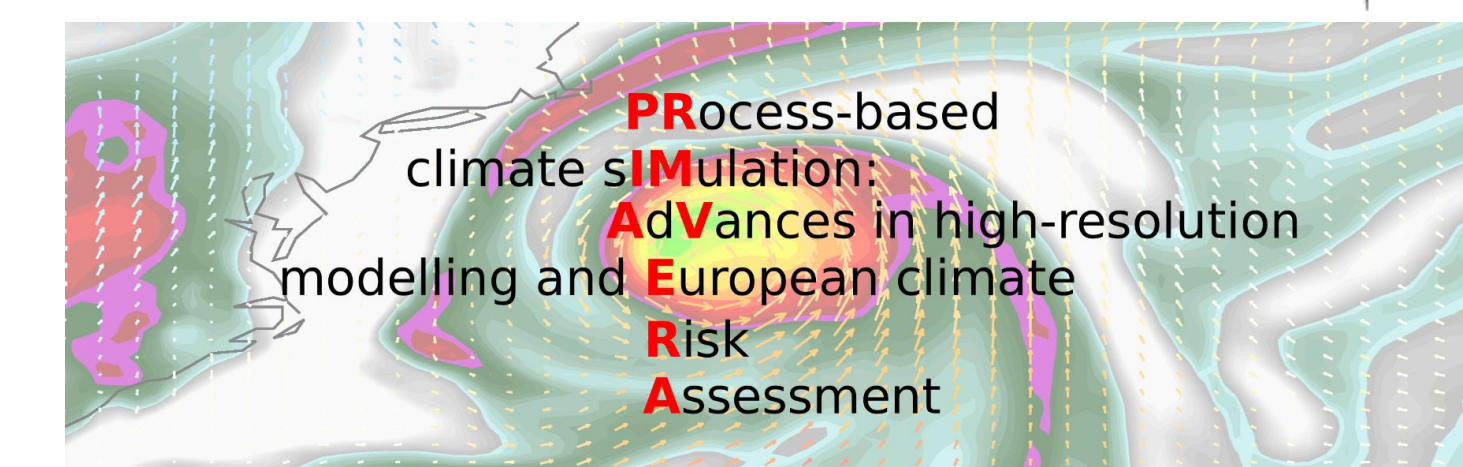 PRocess-based
climate sIMulation:
AdVances in high-resolution
modelling and European climate
Risk
Assessment